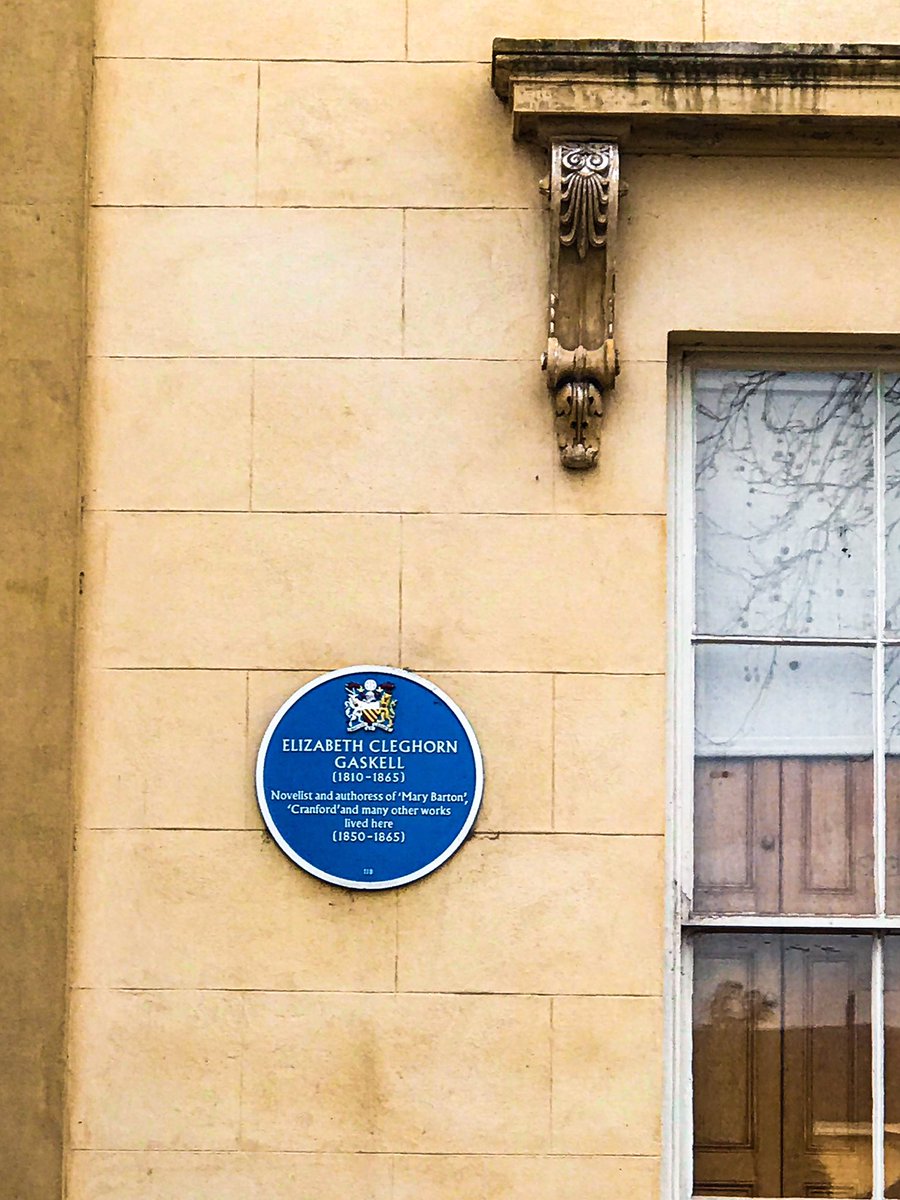 ELIZABETH CLEGHORN
GASKELL
(1810-1865)
Novelist and authoress of 'Mary Barton',
'Cranford' and many other works
lived here
(1850-1865)